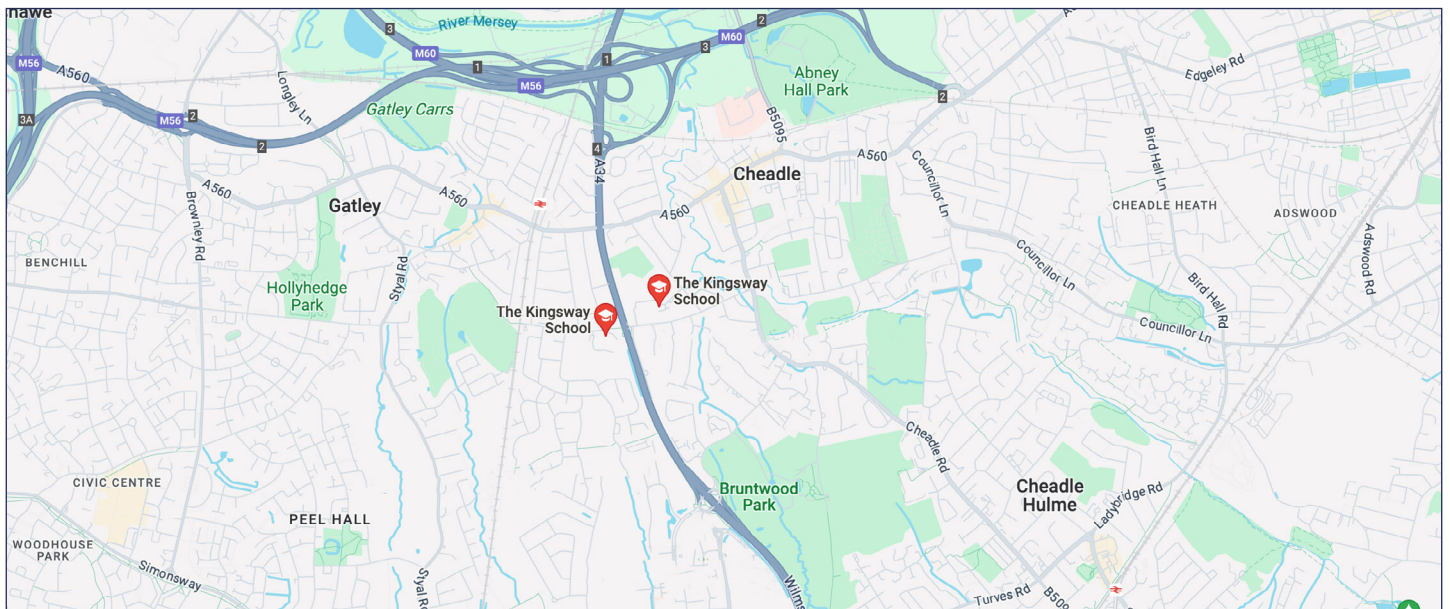 hawe
River Mersey
2
3
M60
M60
3
1
1
M56
M56
A560
Longley Ln
Gatley Carrs
Abney
Hall Park
Edgeley Rd
2
B5095
3A
M56
2
2
4
A34
A560
Cheadle
Councillor Ln
Bird Hall Ln
A560
Brownley Rd
Gatley
A560
CHEADLE HEATH
ADSWOOD
BENCHILL
Styal Rd
Hollyhedge
Park
The Kingsway
School
The Kingsway
School
Councillor Ln
Adswood Rd
Bird Hall Rd
Councillor Ln
Cheadle Rd
CIVIC CENTRE
Bruntwood
Park
Cheadle
Hulme
Ladybridge Rd
PEEL HALL
WOODHOUSE
PARK
Simonsway
Styal Rd
Wilms
Turves Rd
B50